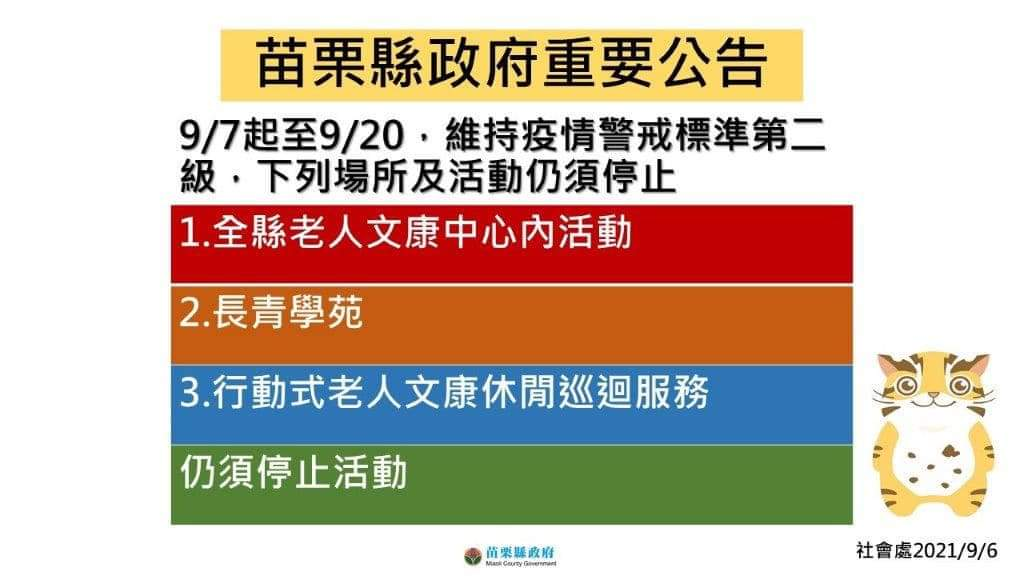 苗栗縣政府重要公告
9/7起至9/20，維持疫情警戒標準第二
級，下列場所及活動仍須停止
1.全縣老人文康中心內活動
2.長青學苑
3.行動式老人文康休閒巡迴服務
仍須停止活動
苗栗縣政府
Miaoli County Government
社會處2021/9/6